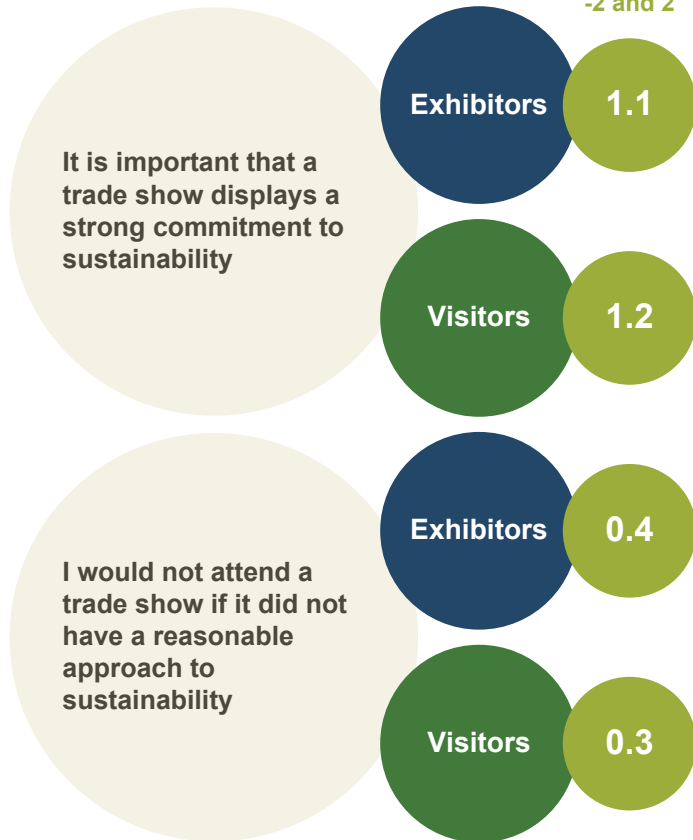 -2 and 2
Exhibitors
1.1
It is important that a
trade show displays a
strong commitment to
sustainability
Visitors
1.2
Exhibitors
0.4
I would not attend a
trade show if it did not
have a reasonable
approach to
sustainability
Visitors
0.3